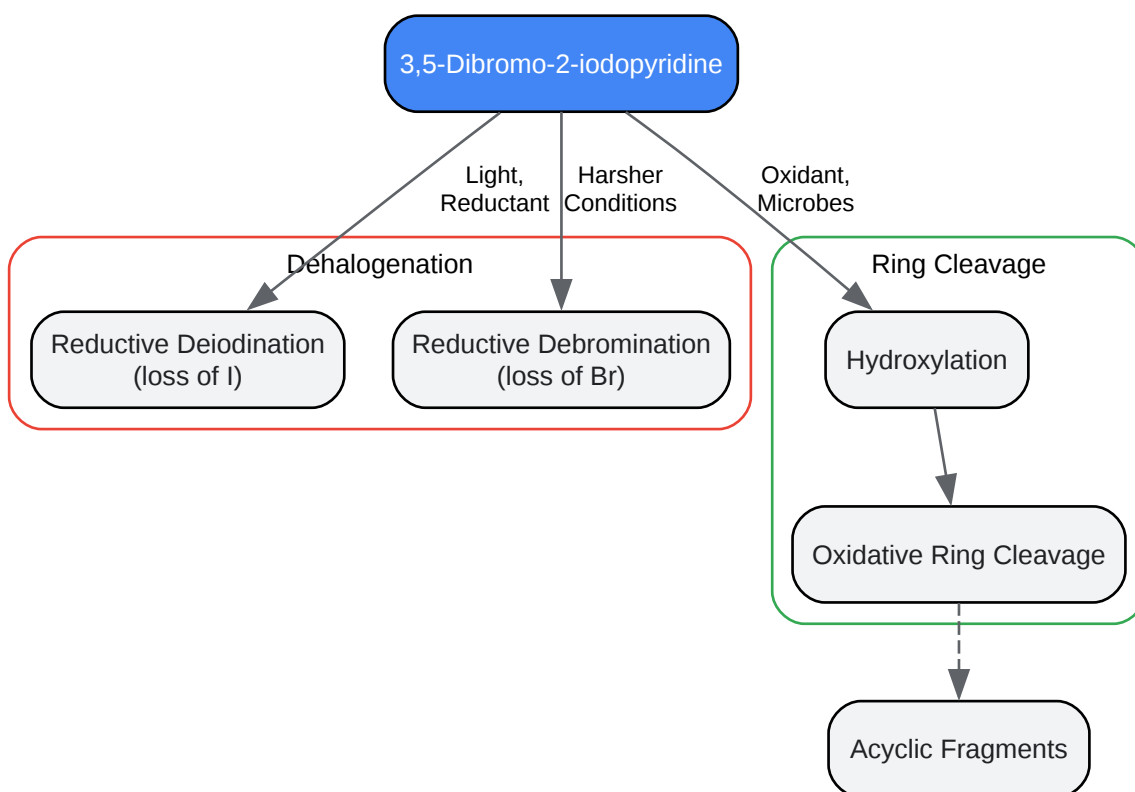 3,5-Dibromo-2-iodopyridine
Light,
Reductant
Harsher
Conditions
Oxidant,
Microbes
Dehalogenation
Ring Cleavage
Reductive Deiodination
(loss of I)
Reductive Debromination
(loss of Br)
Hydroxylation
Oxidative Ring Cleavage
Acyclic Fragments